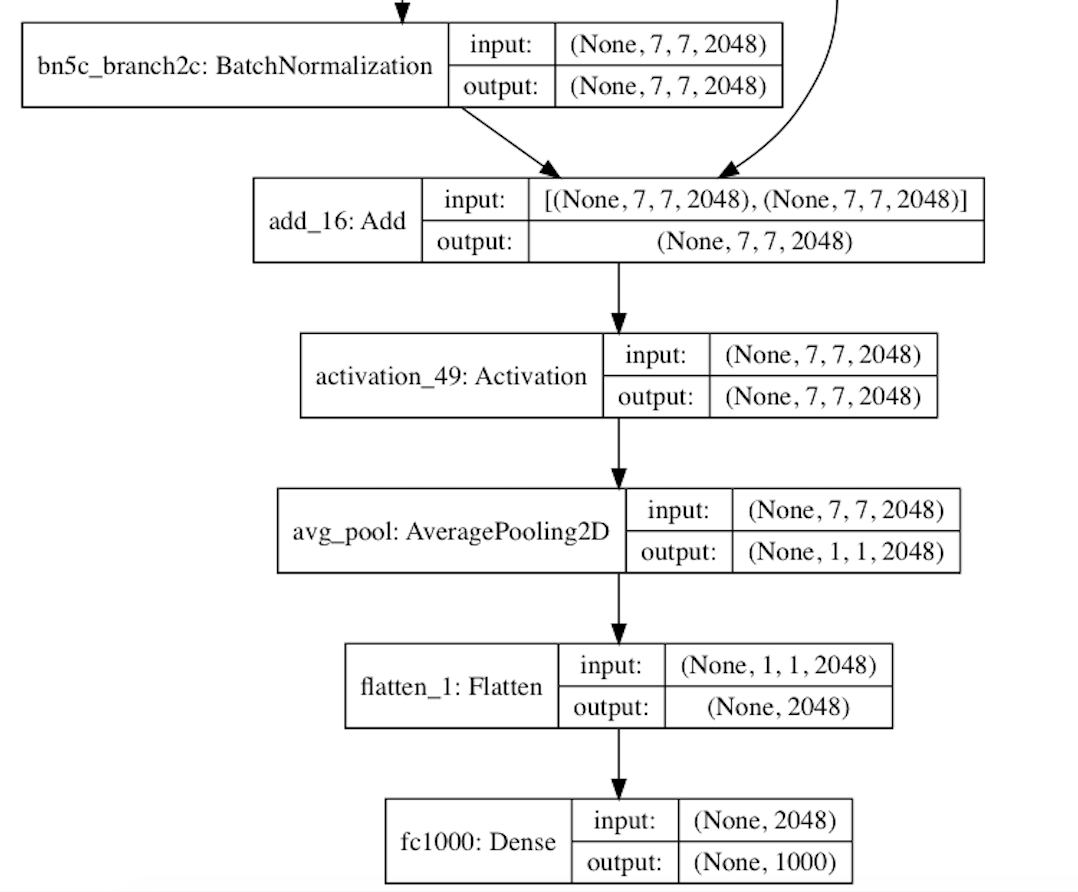 bn5c_branch2c: BatchNormalization
input: (None, 7, 7, 2048)
output: (None, 7, 7, 2048)
add_16: Add
input: [(None, 7, 7, 2048), (None, 7, 7, 2048)]
output: (None, 7, 7, 2048)
activation_49: Activation
input: (None, 7, 7, 2048)
output: (None, 7, 7, 2048)
avg_pool: AveragePooling2D
input: (None, 7, 7, 2048)
output: (None, 1, 1, 2048)
flatten_1: Flatten
input: (None, 1, 1, 2048)
output: (None, 2048)
fc1000: Dense
input: (None, 2048)
output: (None, 1000)